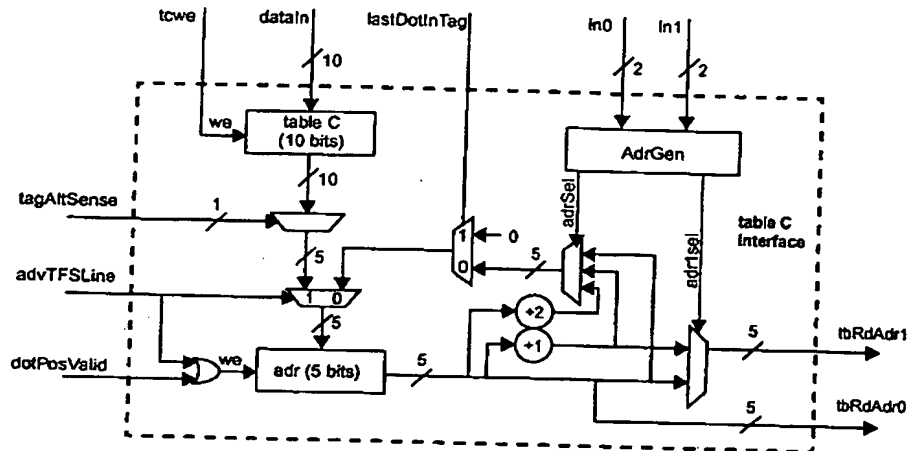 tcwe dataIn lastDotInTag In0 In1
10 2 2
we table C
(10 bits)
AdrGen
10
tagAltSense 1
adrSel
adr1sel
table C
Interface
1 0
5 0 5
advTFSLine
1 0
+2
5
+1
5 tbRdAdr1
dotPosValid
we adr (5 bits) 5
5 tbRdAdr0